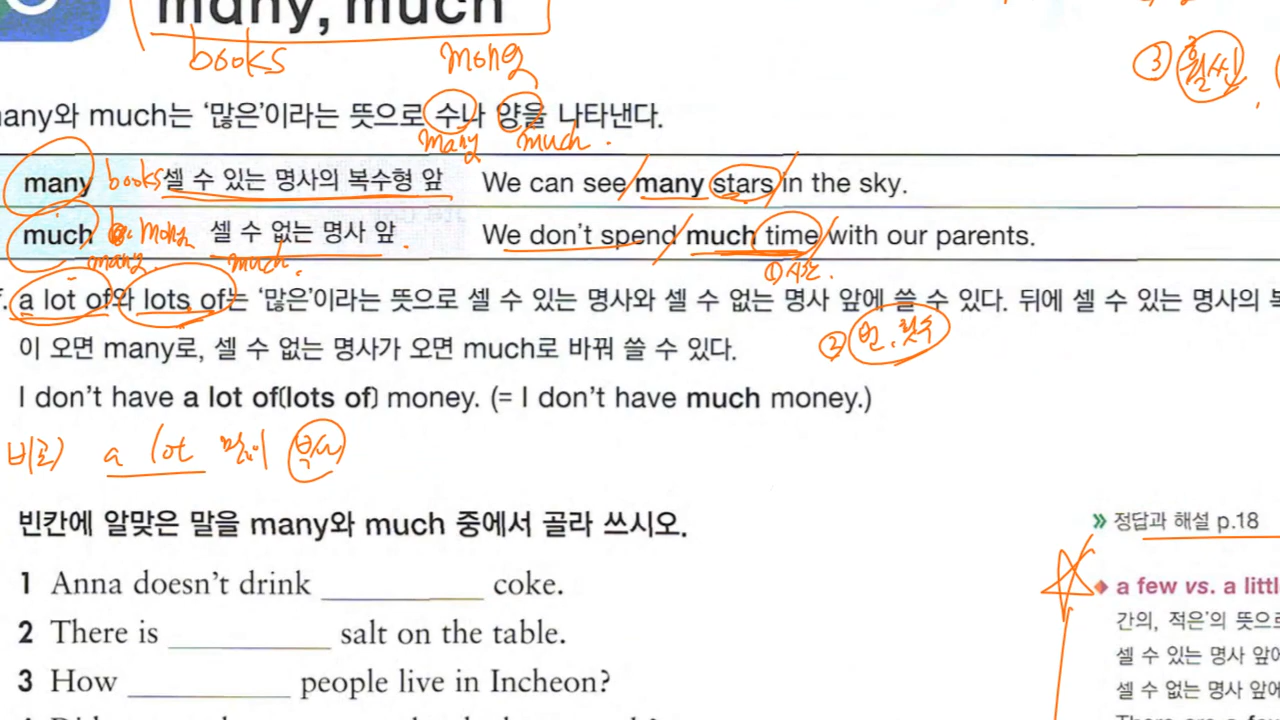 many, much
books money
③ 훨씬
many와 much는 '많은'이라는 뜻으로 수나 양을 나타낸다.
many much.
many books 셀 수 있는 명사의 복수형 앞 We can see many stars in the sky.
much money 셀 수 없는 명사 앞. We don't spend much time with our parents.
many. much. ①시간.
a lot of와 lots of는 '많은'이라는 뜻으로 셀 수 있는 명사와 셀 수 없는 명사 앞에 쓸 수 있다. 뒤에 셀 수 있는 명사의
② 번, 횟수
이 오면 many로, 셀 수 없는 명사가 오면 much로 바꿔 쓸 수 있다.
I don't have a lot of(lots of) money. (= I don't have much money.)
비교) a lot 많이 부사
빈칸에 알맞은 말을 many와 much 중에서 골라 쓰시오.
» 정답과 해설 p.18
1 Anna doesn't drink ________ coke.
2 There is ________ salt on the table.
3 How ________ people live in Incheon?
◆ a few vs. a
간의, 적은'의 뜻으로
셀 수 있는 명사 앞에
셀 수 없는 명사 앞에